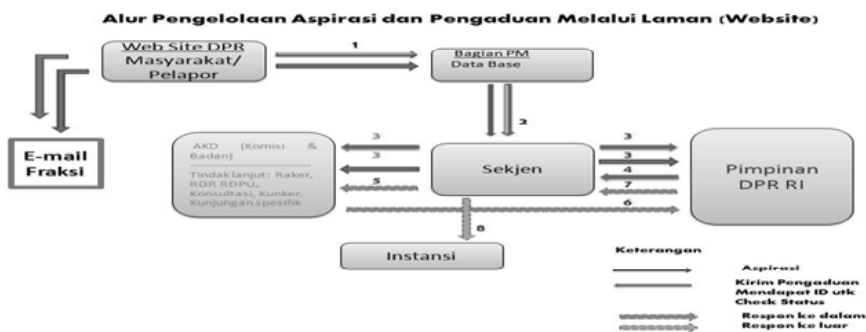 Alur Pengelolaan Aspirasi dan Pengaduan Melalui Laman (Website)
Web Site DPR
Masyarakat/
Pelapor
1
Bagian PM
Data Base
2
E-mail
Fraksi
AKD (Komisi &
Badan)
------------------------
Tindak lanjut: Raker,
RDP, RDPU,
Konsultasi, Kunker.
Kunjungan spesifik
3
3
5
Sekjen
3
3
4
7
6
Pimpinan
DPR RI
8
Instansi
Keterangan
Aspirasi
Kirim Pengaduan
Mendapat ID utk
Check Status
Respon ke dalam
Respon ke luar